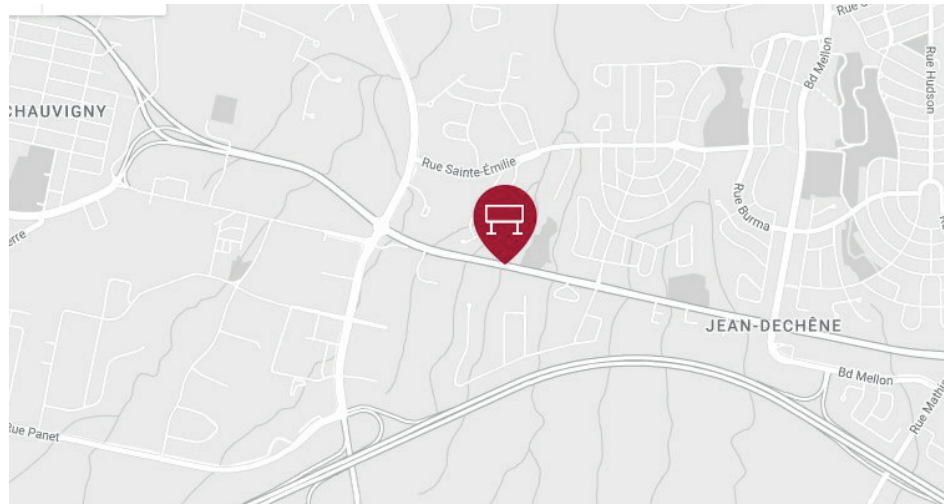 Bd Mellon
Rue Hudson
CHAUVIGNY
Rue Sainte-Émilie
Rue Burma
JEAN-DECHÊNE
Bd Mellon
Rue Panet